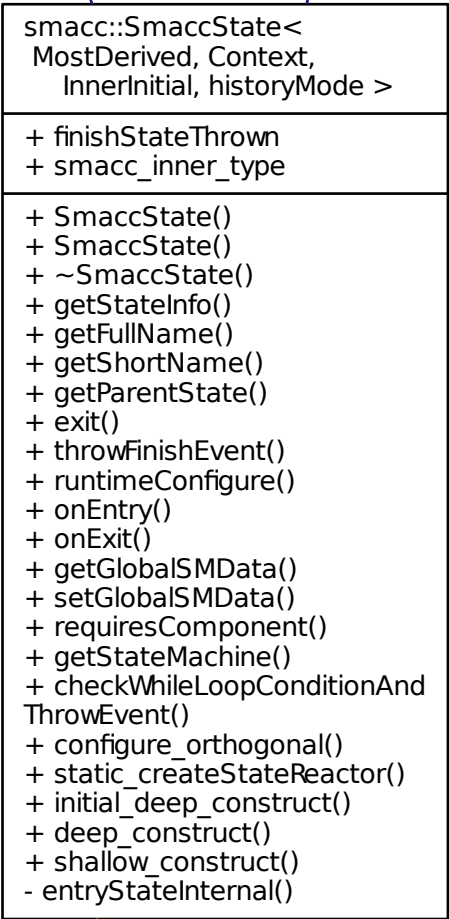 smacc::SmaccState<
MostDerived, Context,
InnerInitial, historyMode >
+ finishStateThrown
+ smacc_inner_type
+ SmaccState()
+ SmaccState()
+ ~SmaccState()
+ getStateInfo()
+ getFullName()
+ getShortName()
+ getParentState()
+ exit()
+ throwFinishEvent()
+ runtimeConfigure()
+ onEntry()
+ onExit()
+ getGlobalSMData()
+ setGlobalSMData()
+ requiresComponent()
+ getStateMachine()
+ checkWhileLoopConditionAnd
ThrowEvent()
+ configure_orthogonal()
+ static_createStateReactor()
+ initial_deep_construct()
+ deep_construct()
+ shallow_construct()
- entryStateInternal()